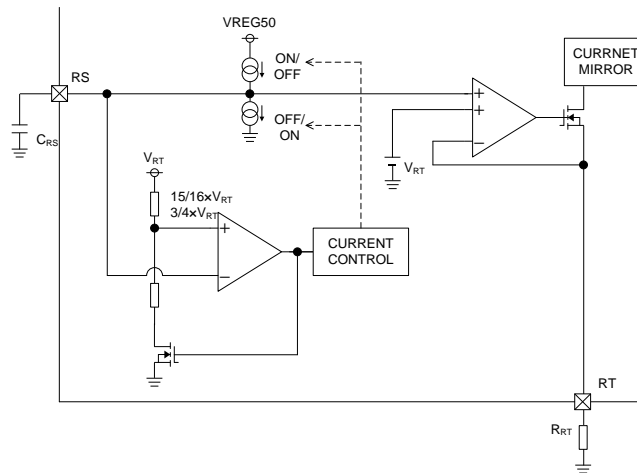 VREG50
ON/
OFF
CURRNET
MIRROR
RS
OFF/
ON
CRS
VRT
VRT
15/16×VRT
3/4×VRT
CURRENT
CONTROL
RT
RRT